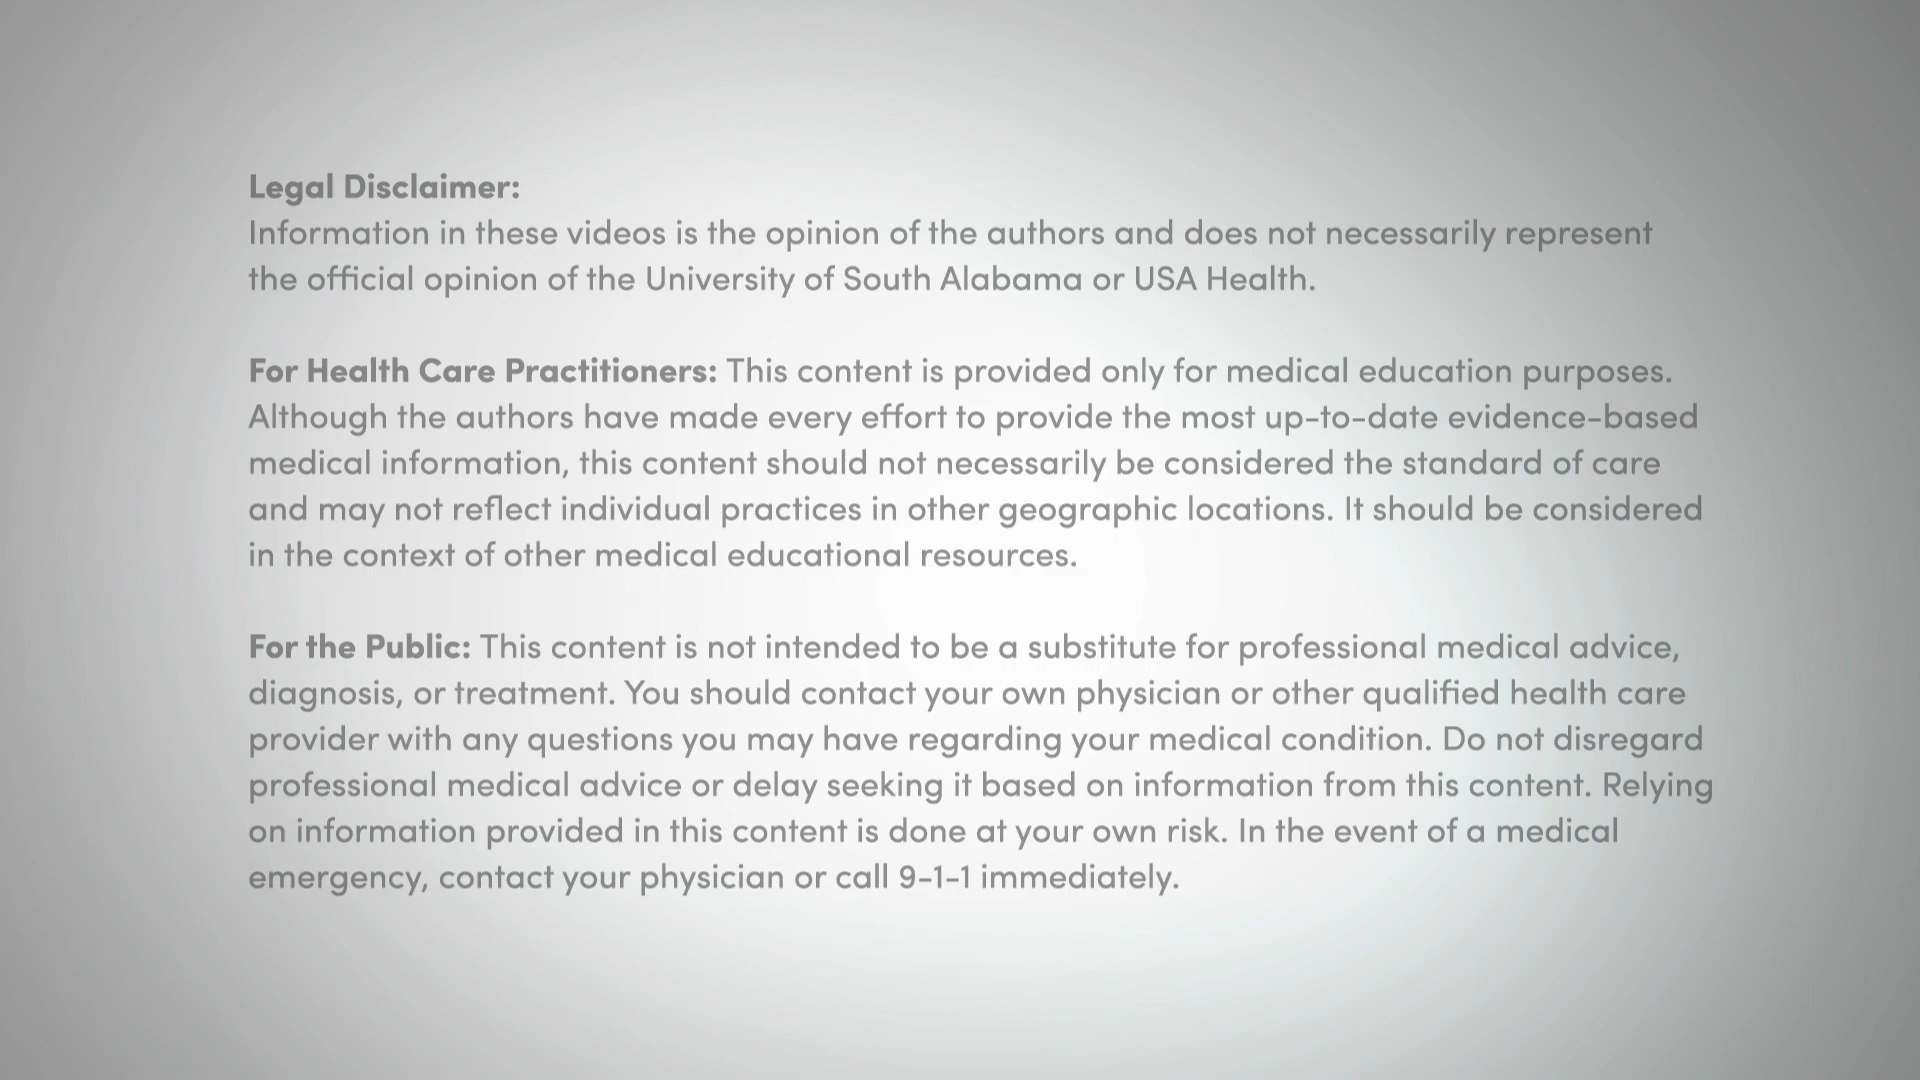 Legal Disclaimer:
Information in these videos is the opinion of the authors and does not necessarily represent
the official opinion of the University of South Alabama or USA Health.
For Health Care Practitioners: This content is provided only for medical education purposes.
Although the authors have made every effort to provide the most up-to-date evidence-based
medical information, this content should not necessarily be considered the standard of care
and may not reflect individual practices in other geographic locations. It should be considered
in the context of other medical educational resources.
For the Public: This content is not intended to be a substitute for professional medical advice,
diagnosis, or treatment. You should contact your own physician or other qualified health care
provider with any questions you may have regarding your medical condition. Do not disregard
professional medical advice or delay seeking it based on information from this content. Relying
on information provided in this content is done at your own risk. In the event of a medical
emergency, contact your physician or call 9-1-1 immediately.